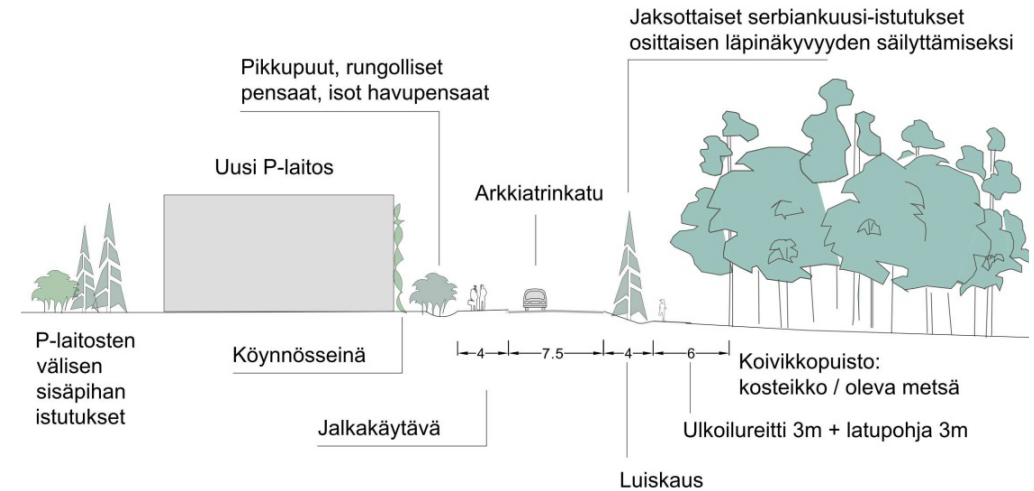 Jaksottaiset serbiankuusi-istutukset
osittaisen läpinäkyvyyden säilyttämiseksi
Pikkupuut, rungolliset
pensaat, isot havupensaat
Uusi P-laitos
Arkkiatrinkatu
P-laitosten
välisen
sisäpihan
istutukset
Köynnösseinä
4
7.5
4
6
Koivikkopuisto:
kosteikko / oleva metsä
Jalkakäytävä
Ulkoilureitti 3m + latupohja 3m
Luiskaus